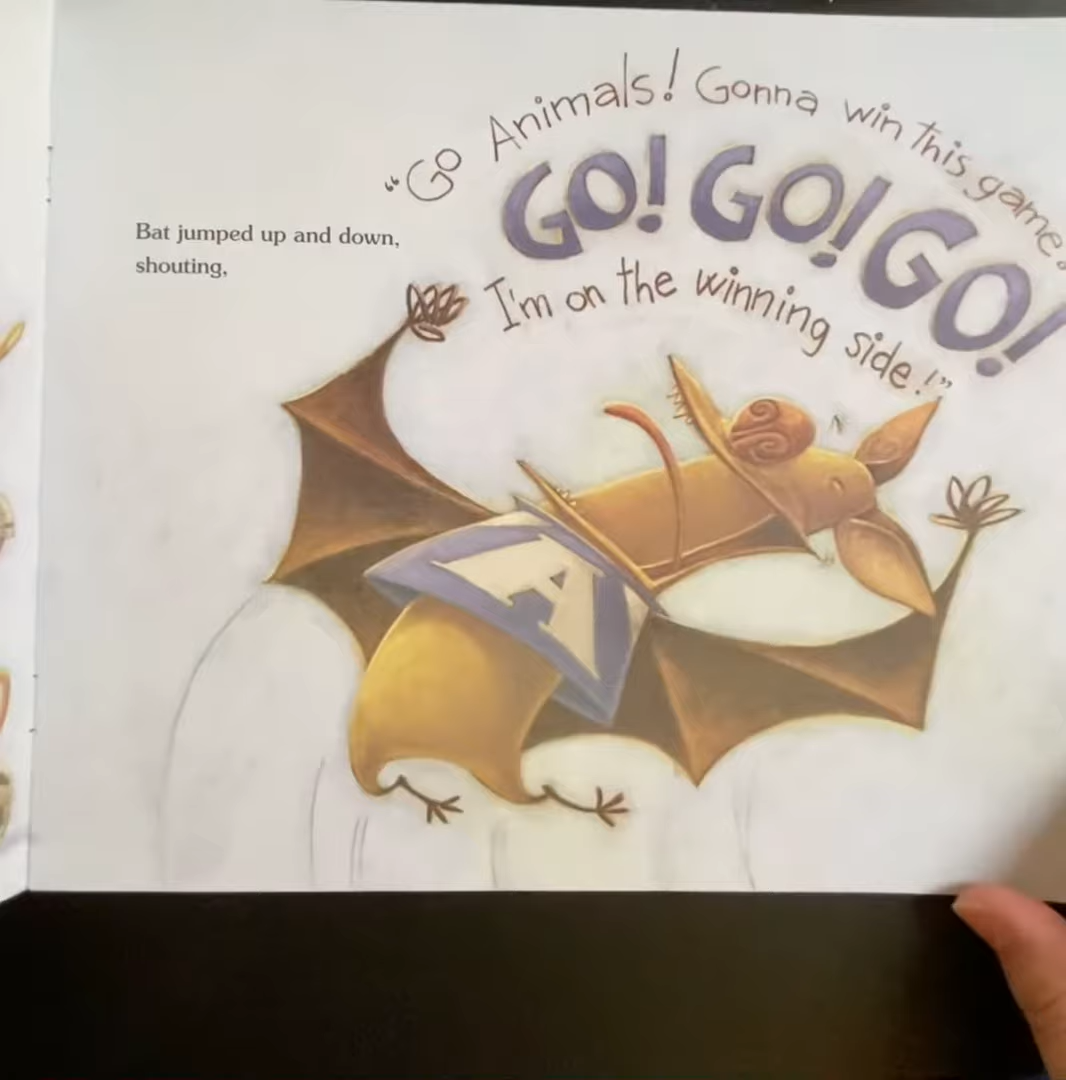 Bat jumped up and down,
shouting,
“Go Animals! Gonna win this game.
GO! GO! GO!
I'm on the winning side!”
A